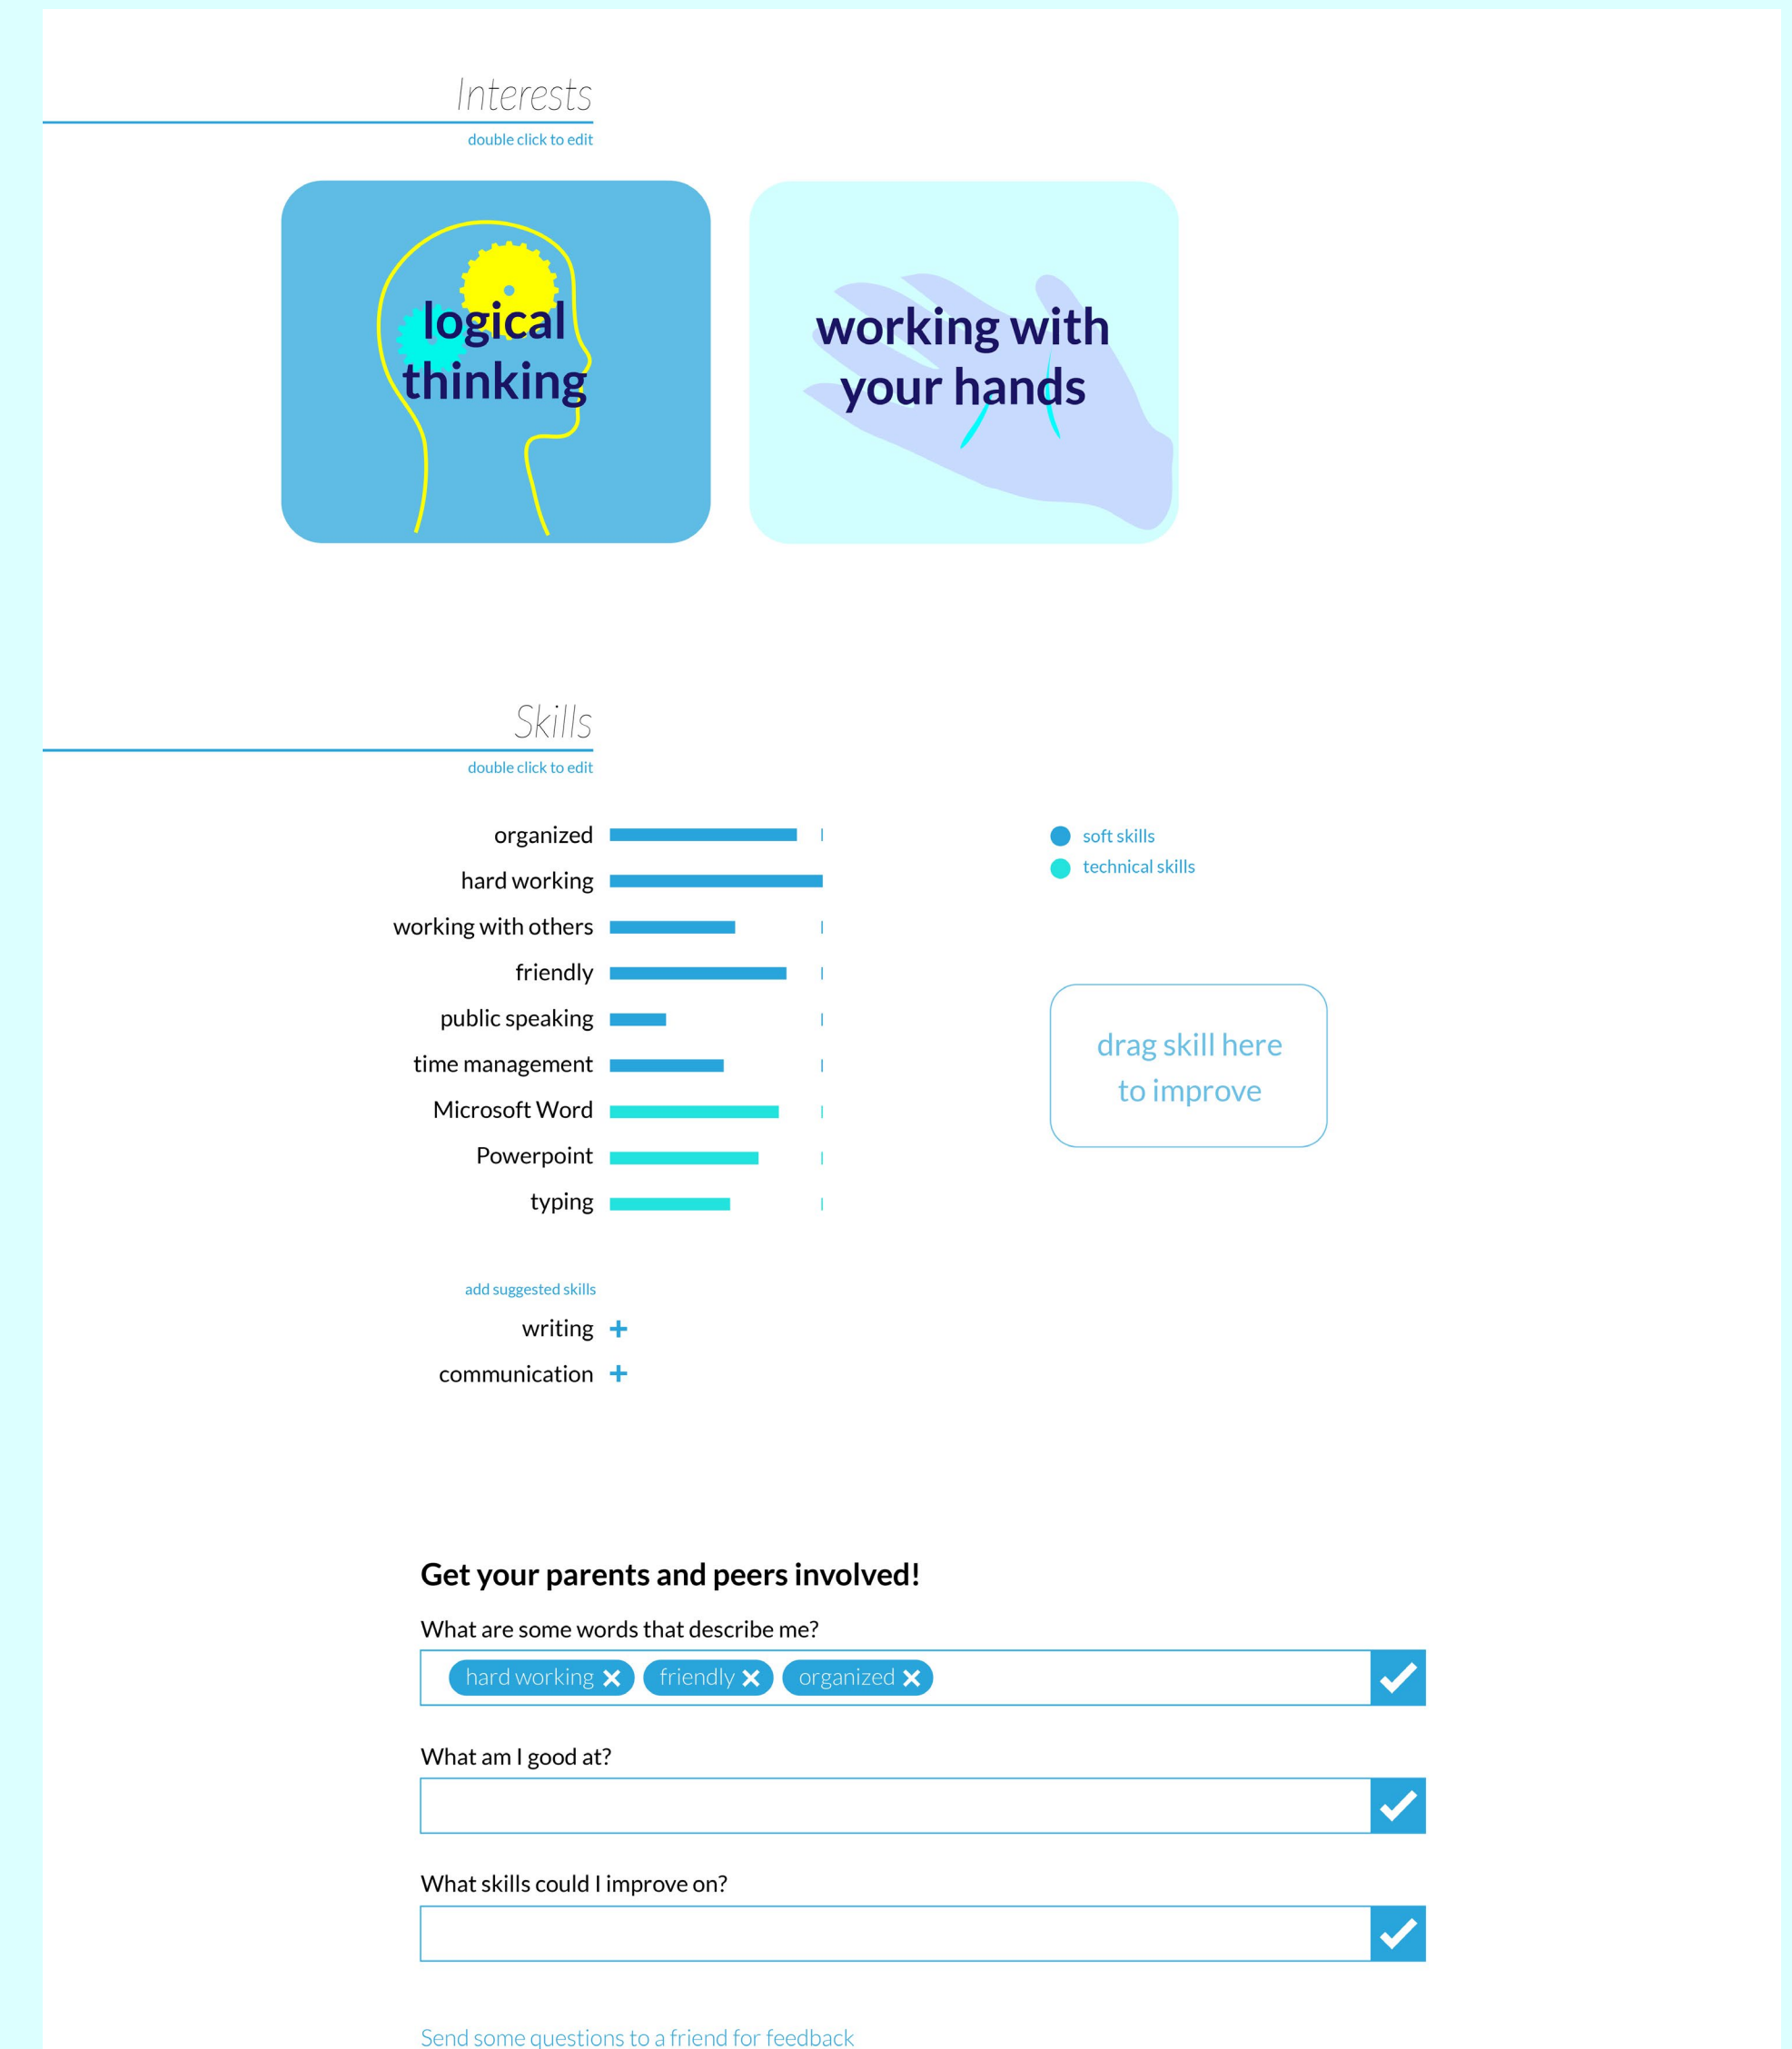 Interests
double click to edit
logical
thinking
working with
your hands
Skills
double click to edit
organized
hard working
working with others
friendly
public speaking
time management
Microsoft Word
Powerpoint
typing
soft skills
technical skills
drag skill here
to improve
add suggested skills
writing
communication
Get your parents and peers involved!
What are some words that describe me?
hard working friendly organized
What am I good at?
What skills could I improve on?
Send some questions to a friend for feedback